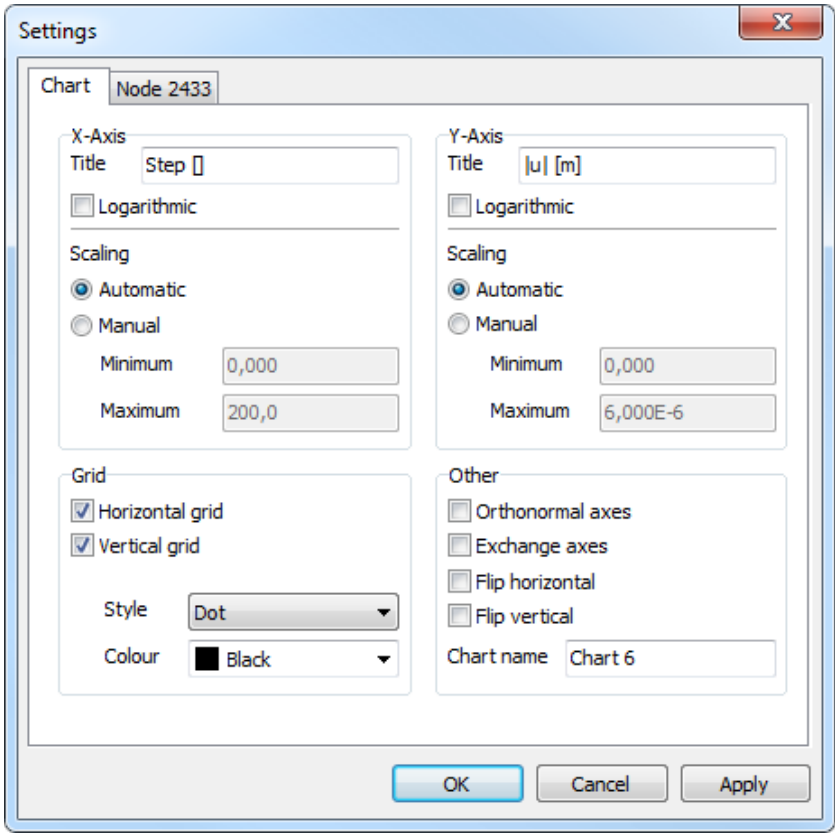 Settings
Chart
Node 2433
X-Axis
Title Step []
Logarithmic
Scaling
Automatic
Manual
Minimum 0,000
Maximum 200,0
Y-Axis
Title |u| [m]
Logarithmic
Scaling
Automatic
Manual
Minimum 0,000
Maximum 6,000E-6
Grid
Horizontal grid
Vertical grid
Style Dot
Colour Black
Other
Orthonormal axes
Exchange axes
Flip horizontal
Flip vertical
Chart name Chart 6
OK
Cancel
Apply